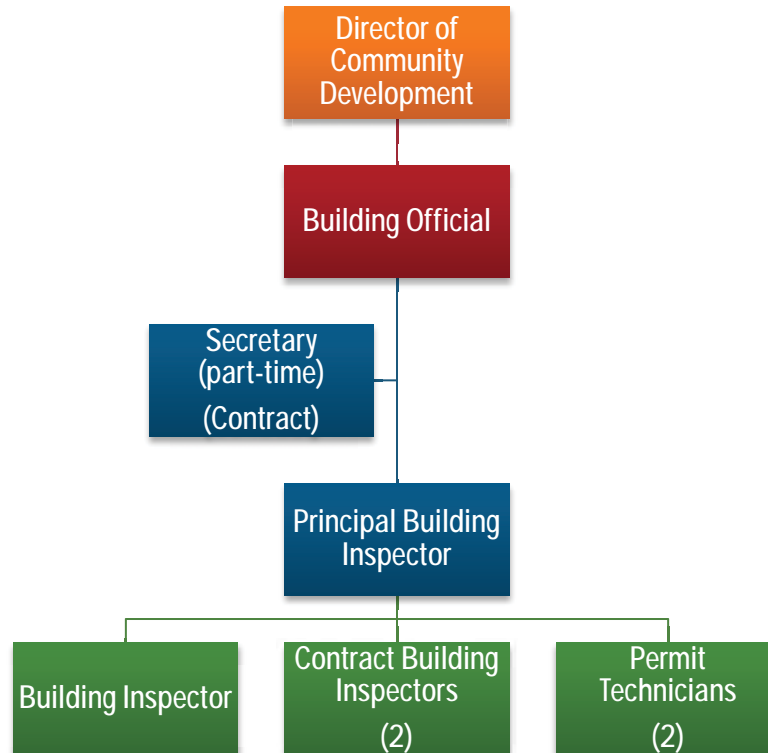 Director of
Community
Development
Building Official
Secretary
(part-time)
(Contract)
Principal Building
Inspector
Building Inspector
Contract Building
Inspectors
(2)
Permit
Technicians
(2)